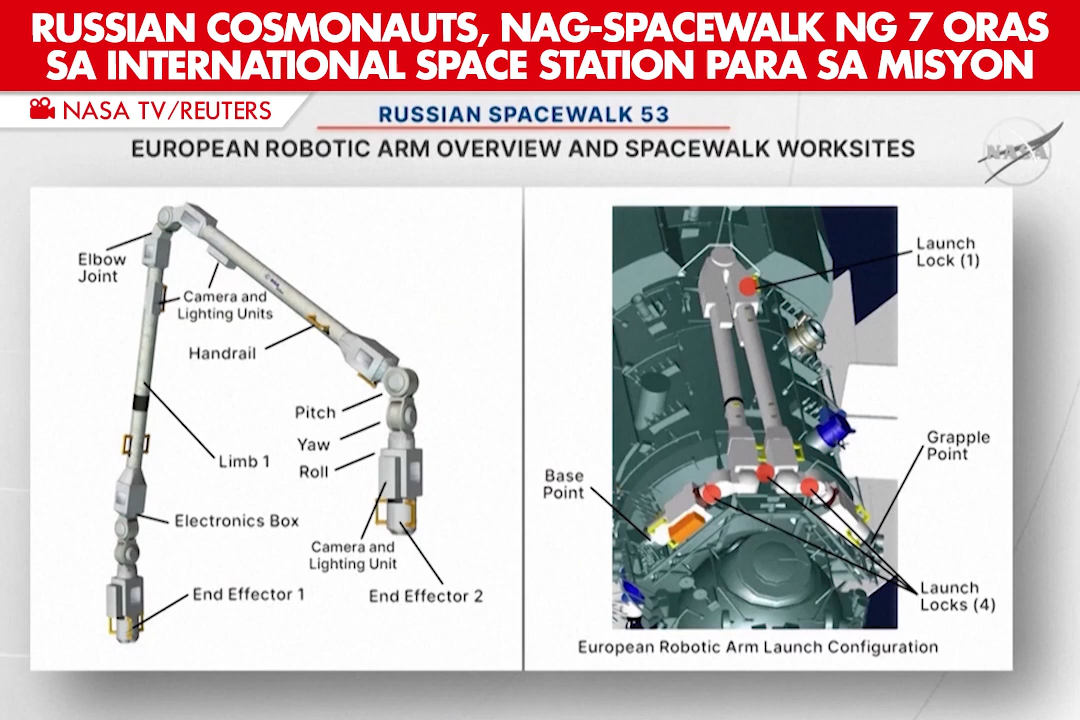 RUSSIAN COSMONAUTS, NAG-SPACEWALK NG 7 ORAS
SA INTERNATIONAL SPACE STATION PARA SA MISYON
NASA TV/REUTERS
RUSSIAN SPACEWALK 53
EUROPEAN ROBOTIC ARM OVERVIEW AND SPACEWALK WORKSITES
NASA
Elbow
Joint
Camera and
Lighting Units
Handrail
Pitch
Yaw
Roll
Limb 1
Electronics Box
Camera and
Lighting Unit
End Effector 1
End Effector 2
Launch
Lock (1)
Grapple
Point
Base
Point
Launch
Locks (4)
European Robotic Arm Launch Configuration